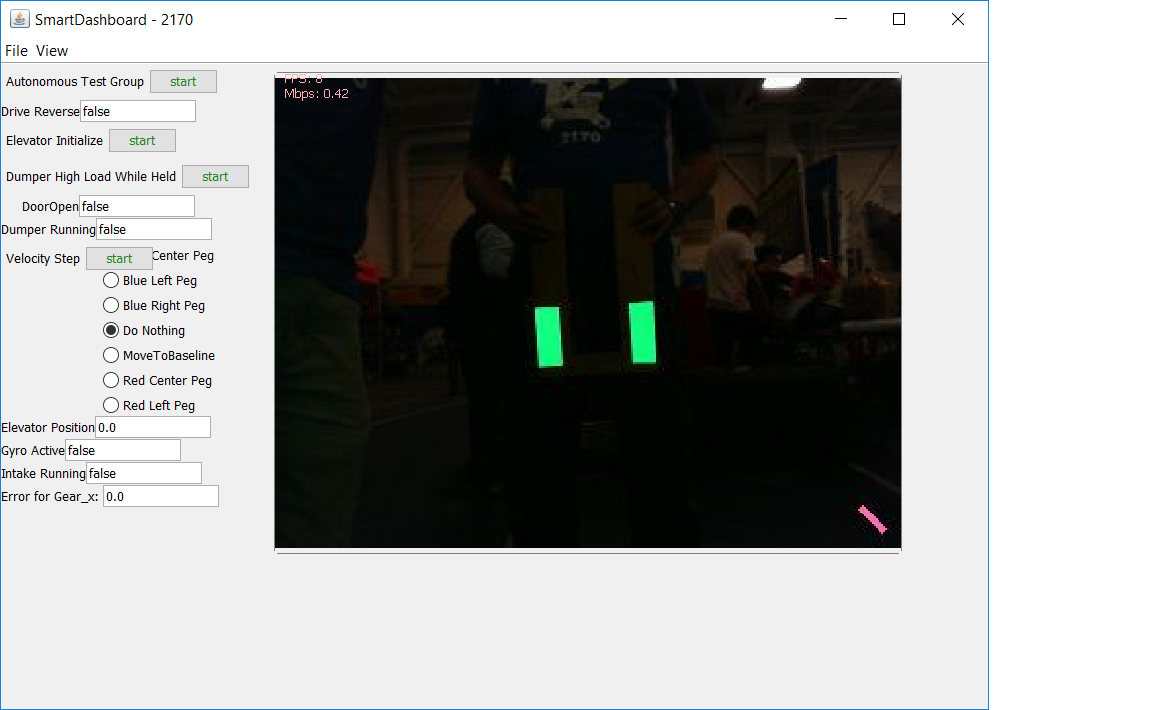 SmartDashboard - 2170
File View
Autonomous Test Group start
Drive Reverse false
Elevator Initialize start
Dumper High Load While Held start
DoorOpen false
Dumper Running false
Velocity Step start Center Peg
Blue Left Peg
Blue Right Peg
Do Nothing
MoveToBaseline
Red Center Peg
Red Left Peg
Elevator Position 0.0
Gyro Active false
Intake Running false
Error for Gear_x: 0.0
FPS: 8
Mbps: 0.42
2170